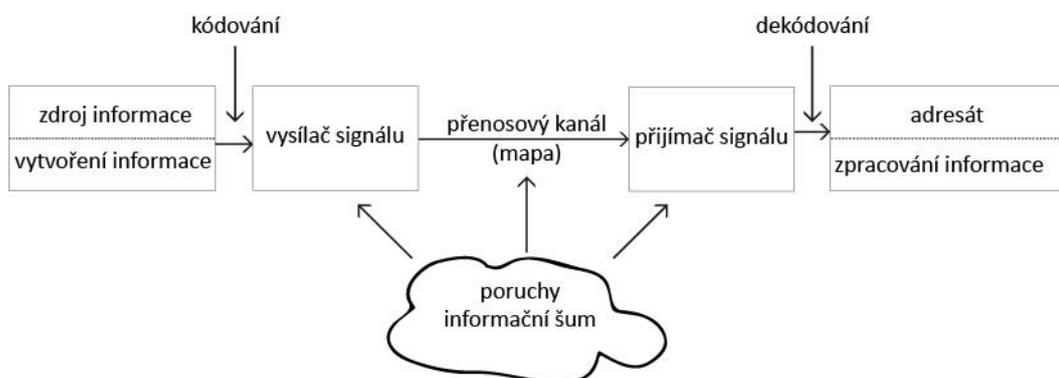 kódování
dekódování
zdroj informace
vytvoření informace
vysílač signálu
přenosový kanál
(mapa)
přijímač signálu
adresát
zpracování informace
poruchy
informační šum